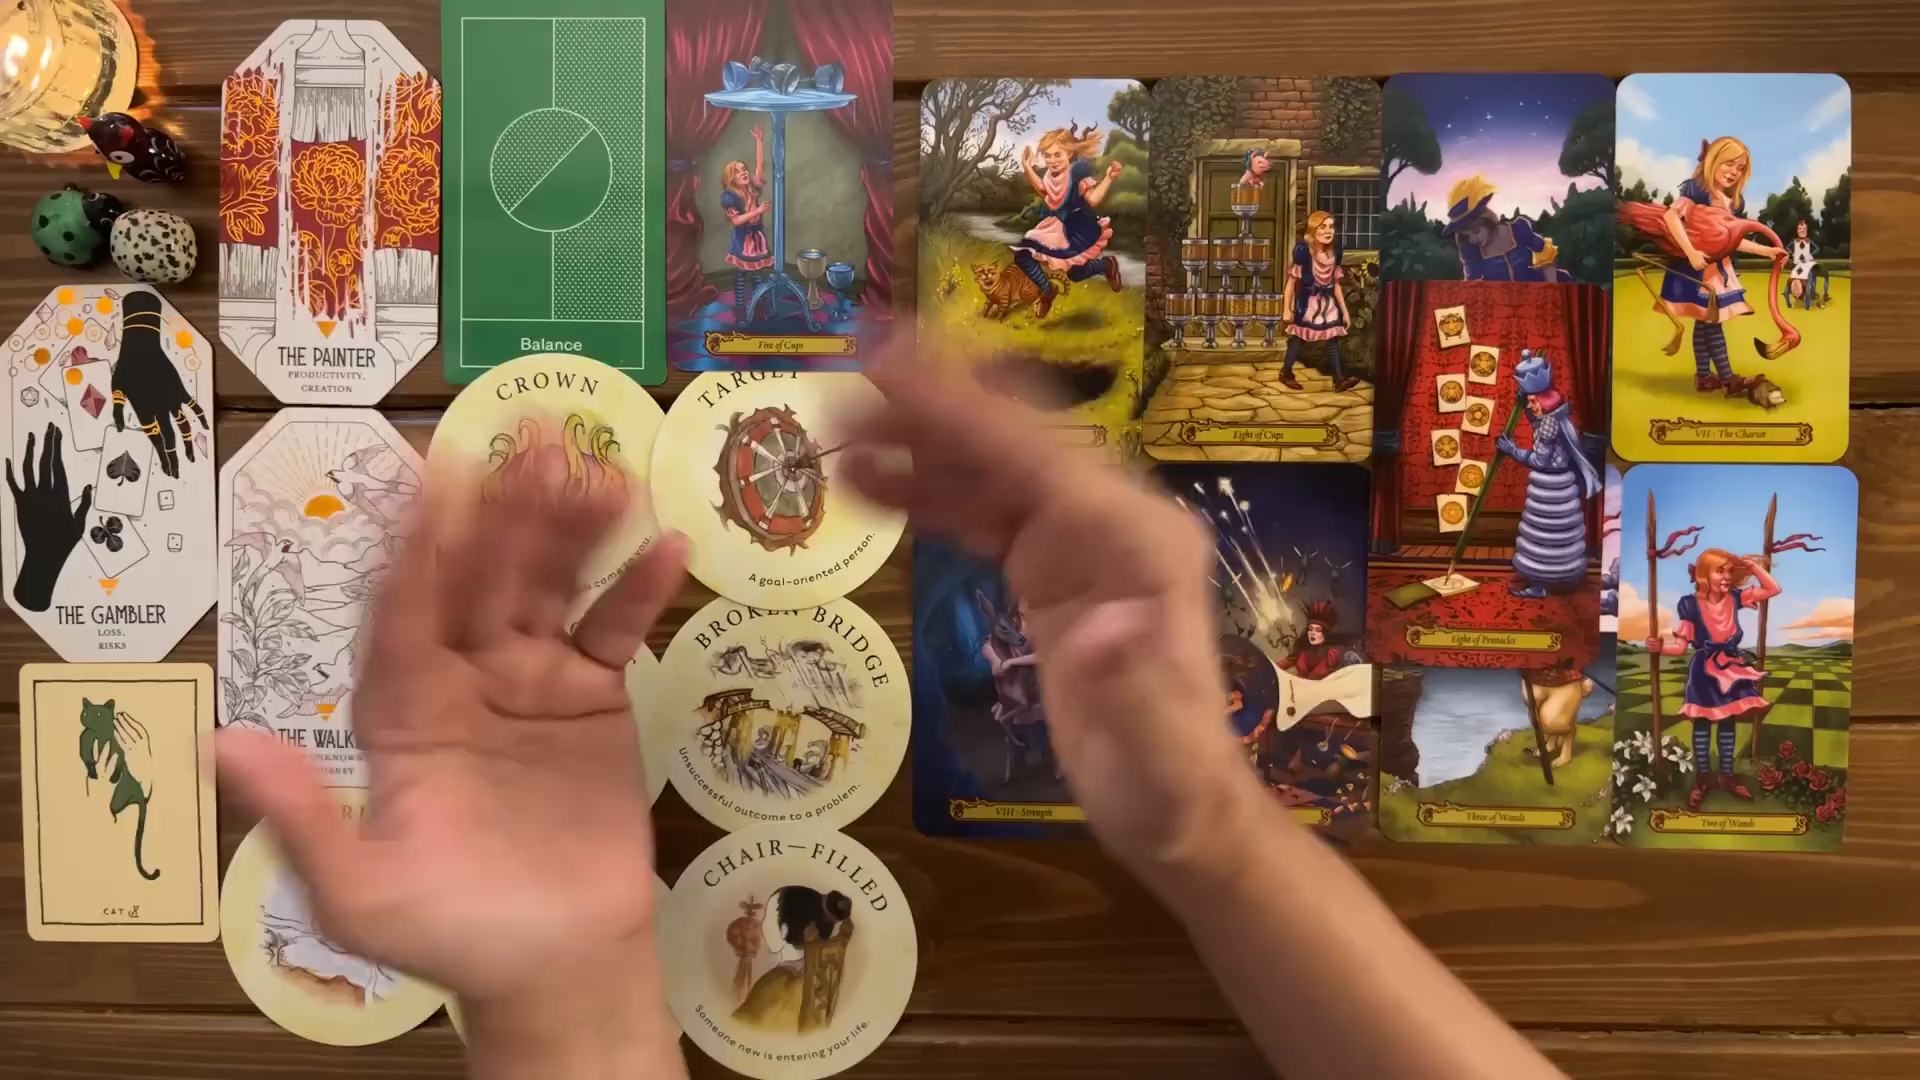 THE PAINTER
PRODUCTIVITY,
CREATION
Balance
Five of Cups
THE GAMBLER
LOSS,
RISKS
CROWN
you.
TARGET
A goal-oriented person.
BROKEN BRIDGE
Unsuccessful outcome to a problem.
CHAIR—FILLED
Someone new is entering your life.
CAT
Eight of Cups
VII - The Chariot
Eight of Pentacles
VIII - Strength
Three of Wands
Two of Wands